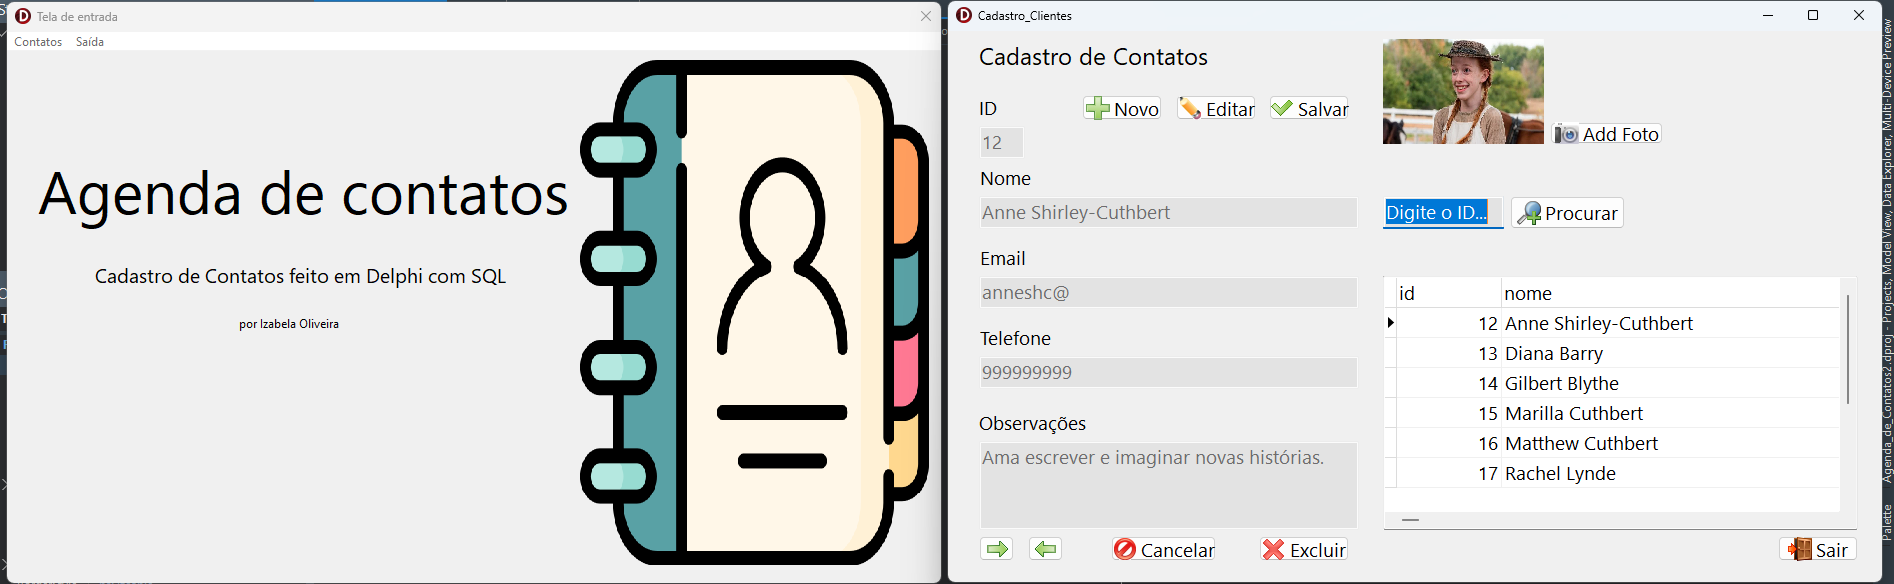 Tela de entrada
Contatos Saída
Agenda de contatos
Cadastro de Contatos feito em Delphi com SQL
por Izabela Oliveira
Cadastro_Clientes
Cadastro de Contatos
ID
Novo
Editar
Salvar
12
Add Foto
Nome
Anne Shirley-Cuthbert
Digite o ID...
Procurar
Email
anneshc@
Telefone
999999999
Observações
Ama escrever e imaginar novas histórias.
id nome
12 Anne Shirley-Cuthbert
13 Diana Barry
14 Gilbert Blythe
15 Marilla Cuthbert
16 Matthew Cuthbert
17 Rachel Lynde
Cancelar
Excluir
Sair
Agenda_de_Contatos2.dproj - Projects, Model View, Data Explorer, Multi-Device Preview
Palette